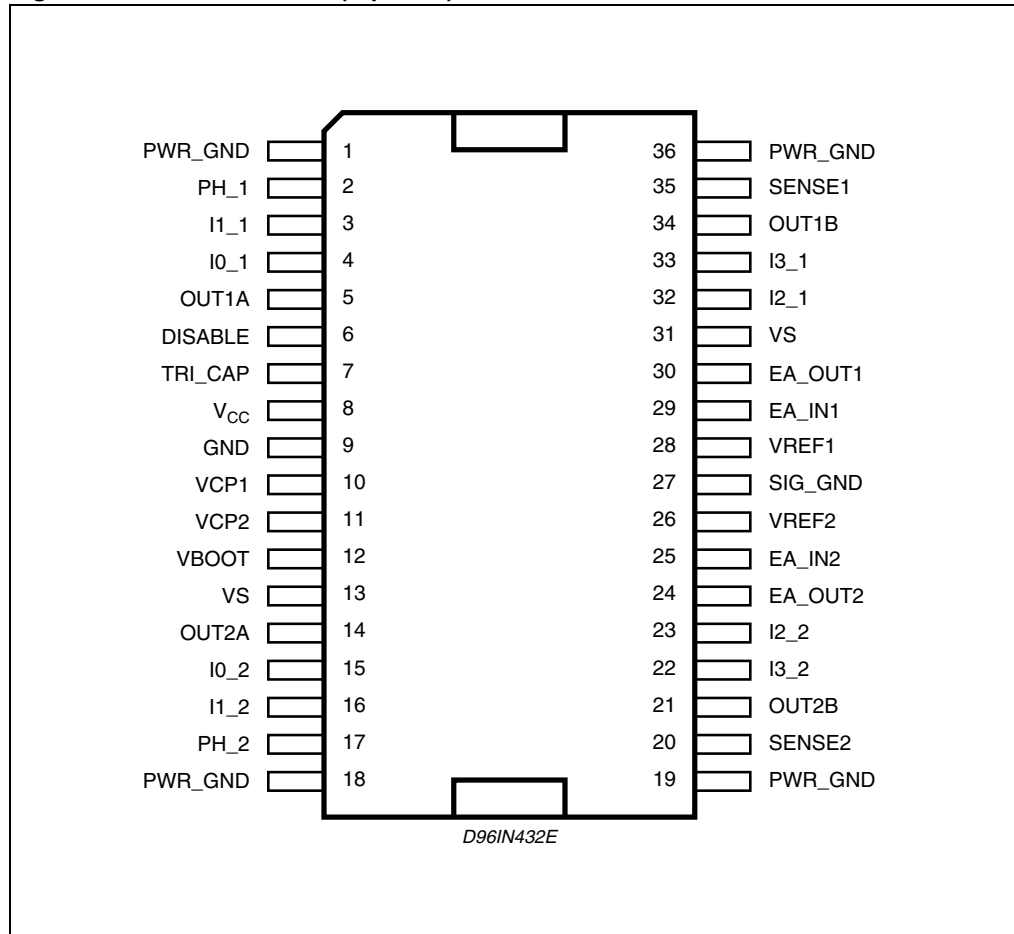 PWR_GND 1 36 PWR_GND
PH_1 2 35 SENSE1
I1_1 3 34 OUT1B
I0_1 4 33 I3_1
OUT1A 5 32 I2_1
DISABLE 6 31 VS
TRI_CAP 7 30 EA_OUT1
VCC 8 29 EA_IN1
GND 9 28 VREF1
VCP1 10 27 SIG_GND
VCP2 11 26 VREF2
VBOOT 12 25 EA_IN2
VS 13 24 EA_OUT2
OUT2A 14 23 I2_2
I0_2 15 22 I3_2
I1_2 16 21 OUT2B
PH_2 17 20 SENSE2
PWR_GND 18 19 PWR_GND
D96IN432E